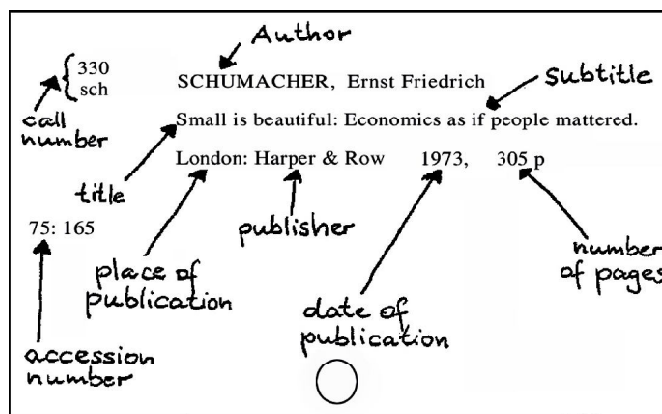 Author
330
sch
SCHUMACHER, Ernst Friedrich
Subtitle
call
number
Small is beautiful: Economics as if people mattered.
title
London: Harper & Row 1973, 305 p
publisher
75: 165
place of
publication
number
of pages
date of
publication
accession
number